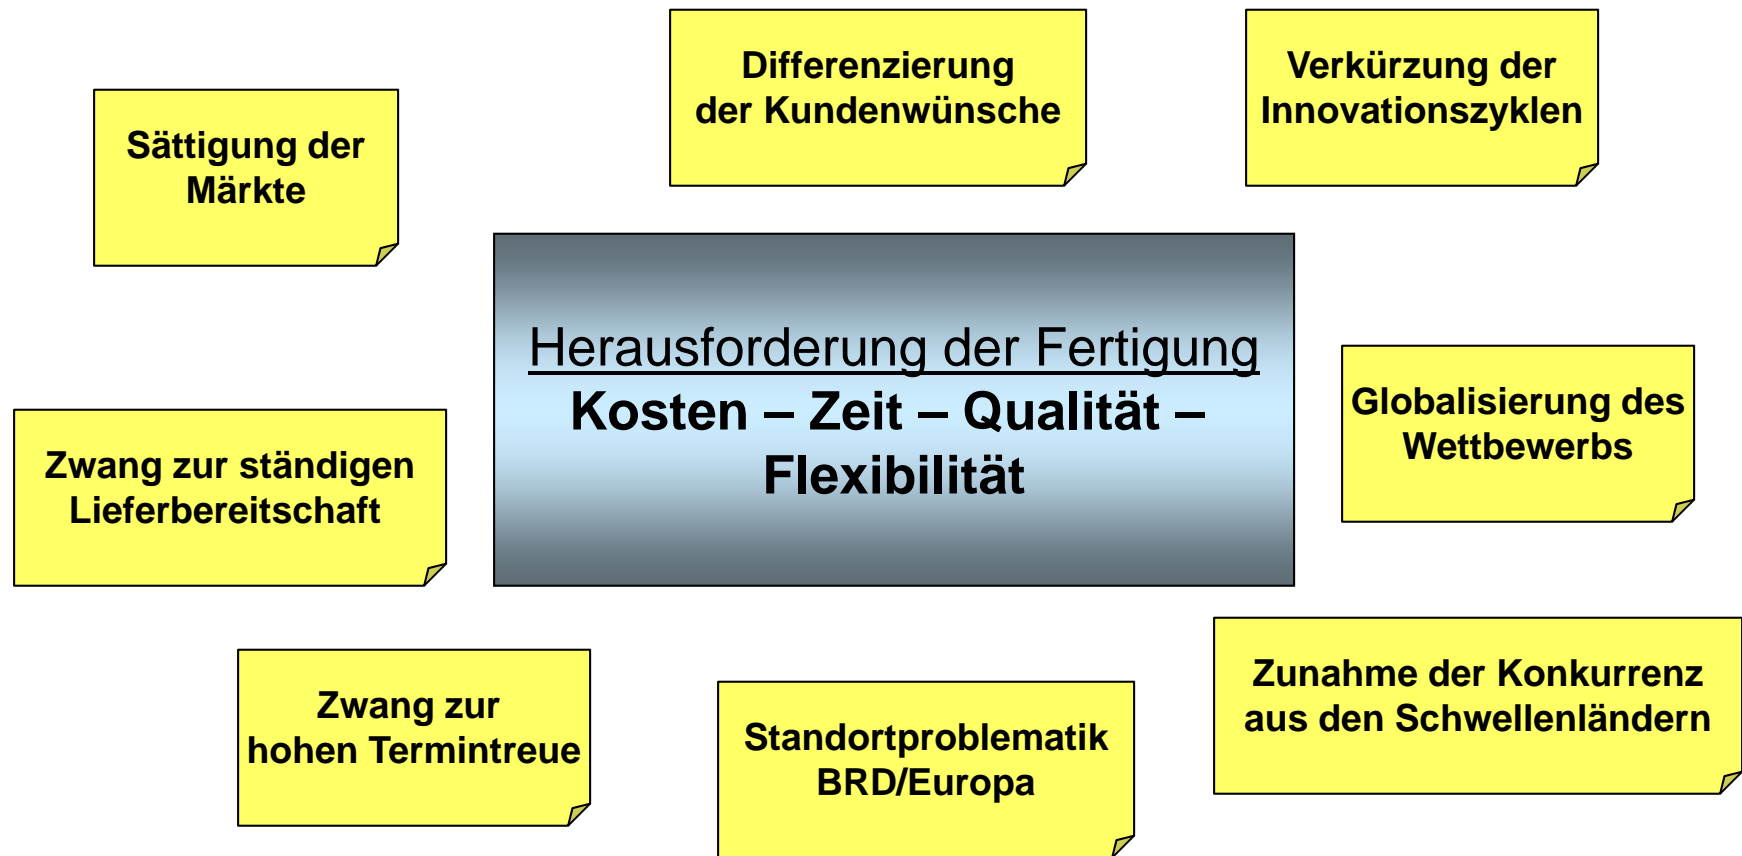 Differenzierung
der Kundenwünsche
Verkürzung der
Innovationszyklen
Sättigung der
Märkte
Herausforderung der Fertigung
Kosten – Zeit – Qualität –
Flexibilität
Globalisierung des
Wettbewerbs
Zwang zur ständigen
Lieferbereitschaft
Zwang zur
hohen Termintreue
Standortproblematik
BRD/Europa
Zunahme der Konkurrenz
aus den Schwellenländern